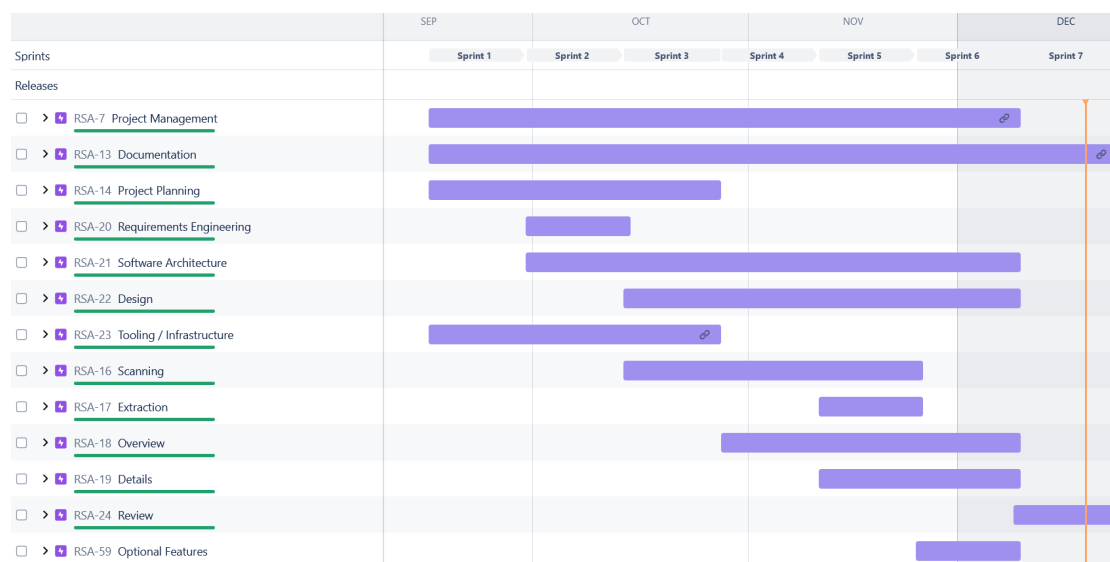 SEP OCT NOV DEC
Sprints Sprint 1 Sprint 2 Sprint 3 Sprint 4 Sprint 5 Sprint 6 Sprint 7
Releases
RSA-7 Project Management
RSA-13 Documentation
RSA-14 Project Planning
RSA-20 Requirements Engineering
RSA-21 Software Architecture
RSA-22 Design
RSA-23 Tooling / Infrastructure
RSA-16 Scanning
RSA-17 Extraction
RSA-18 Overview
RSA-19 Details
RSA-24 Review
RSA-59 Optional Features